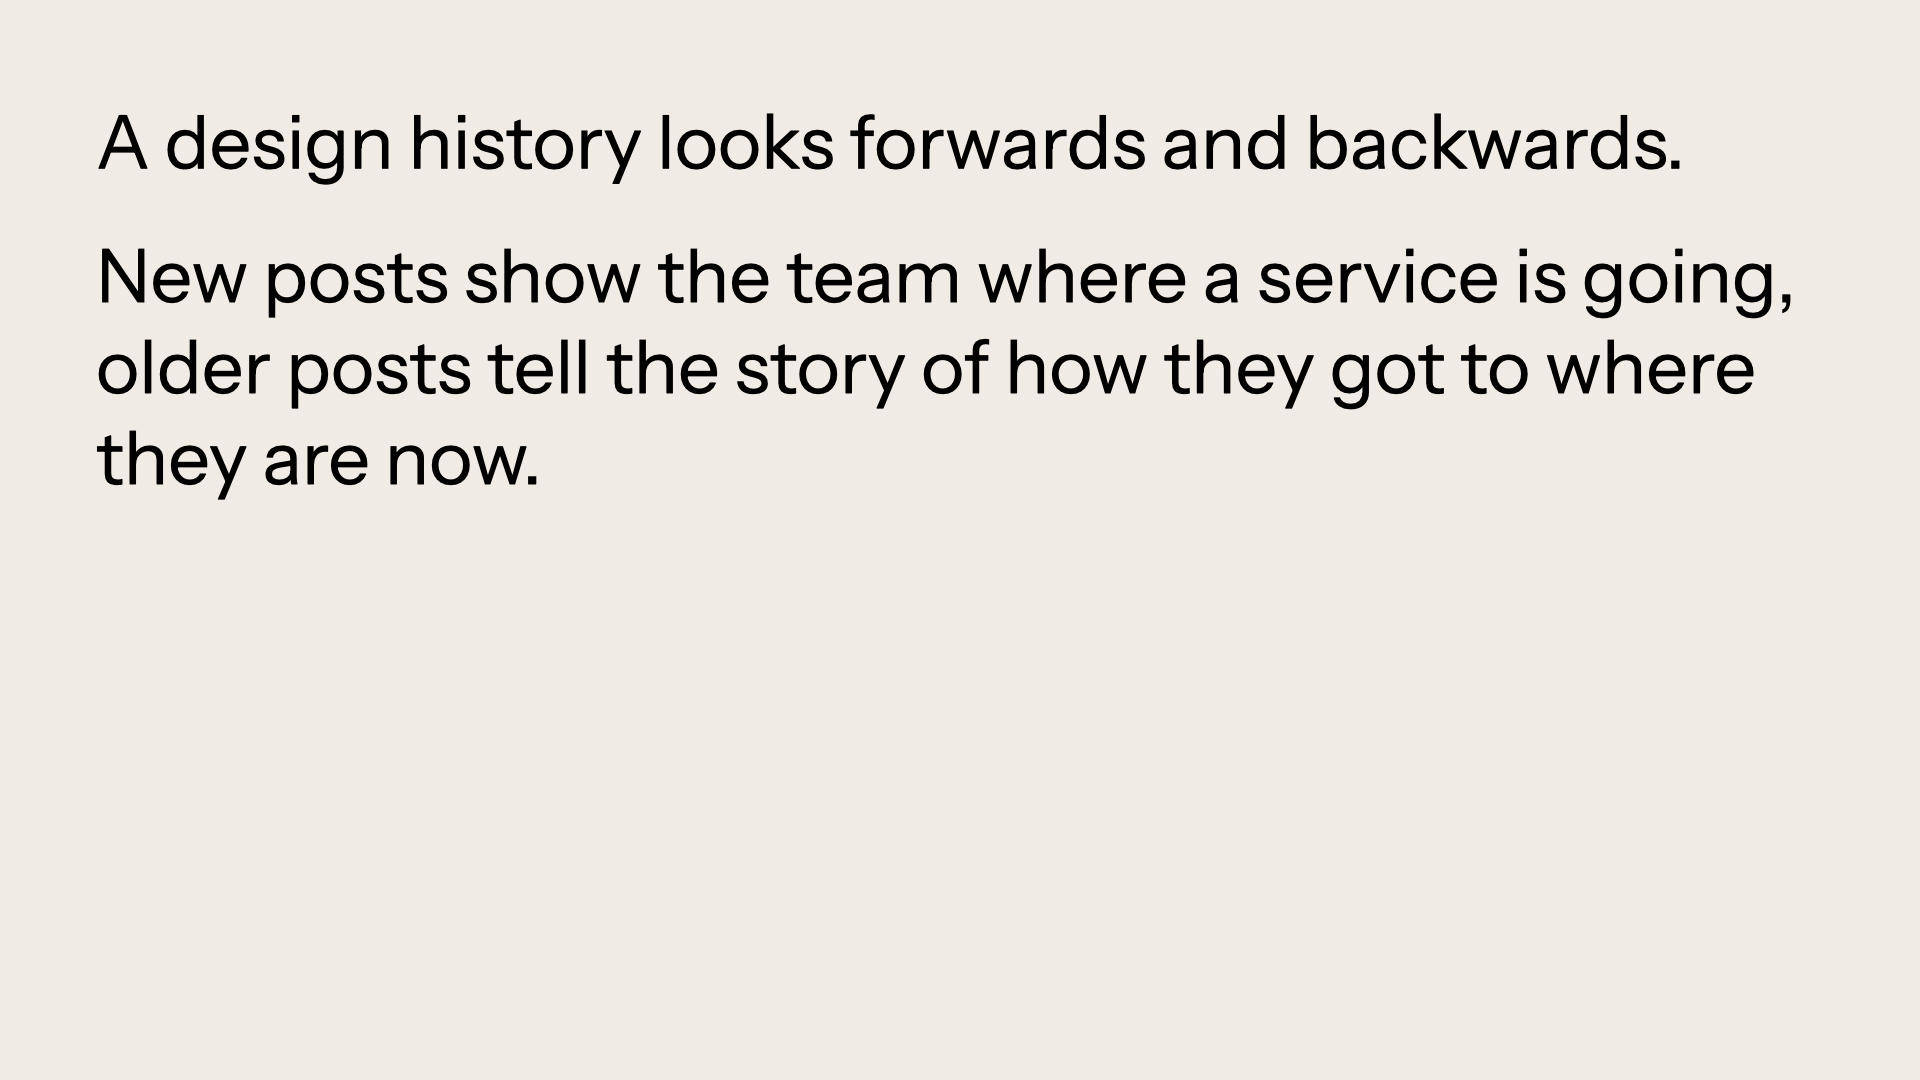 A design history looks forwards and backwards.
New posts show the team where a service is going,
older posts tell the story of how they got to where
they are now.